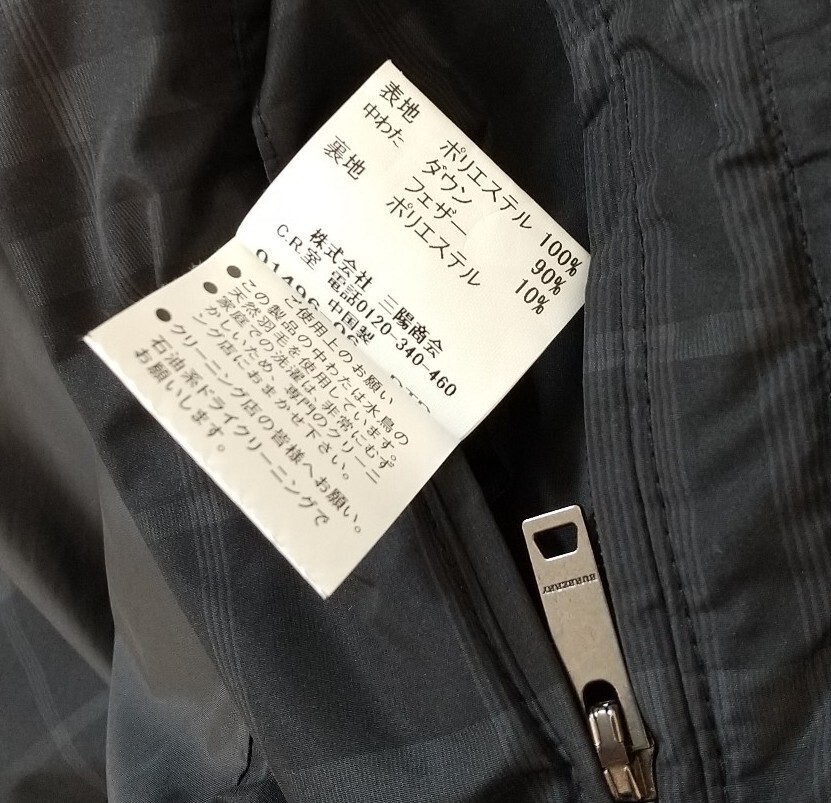 表地 ポリエステル 100%
中わた ダウン 90%
フェザー 10%
裏地 ポリエステル
株式会社 三陽商会
C.R.室 電話0120-340-460
中国製
ご使用上のお願い
●この製品の中わたは水鳥の
天然羽毛を使用しています。
●家庭での洗濯は、非常にむず
かしいため、専門のクリーニ
ング店におまかせ下さい。
●クリーニング店の皆様へお願い。
石油系ドライクリーニングで
お願いします。
BURBERRY